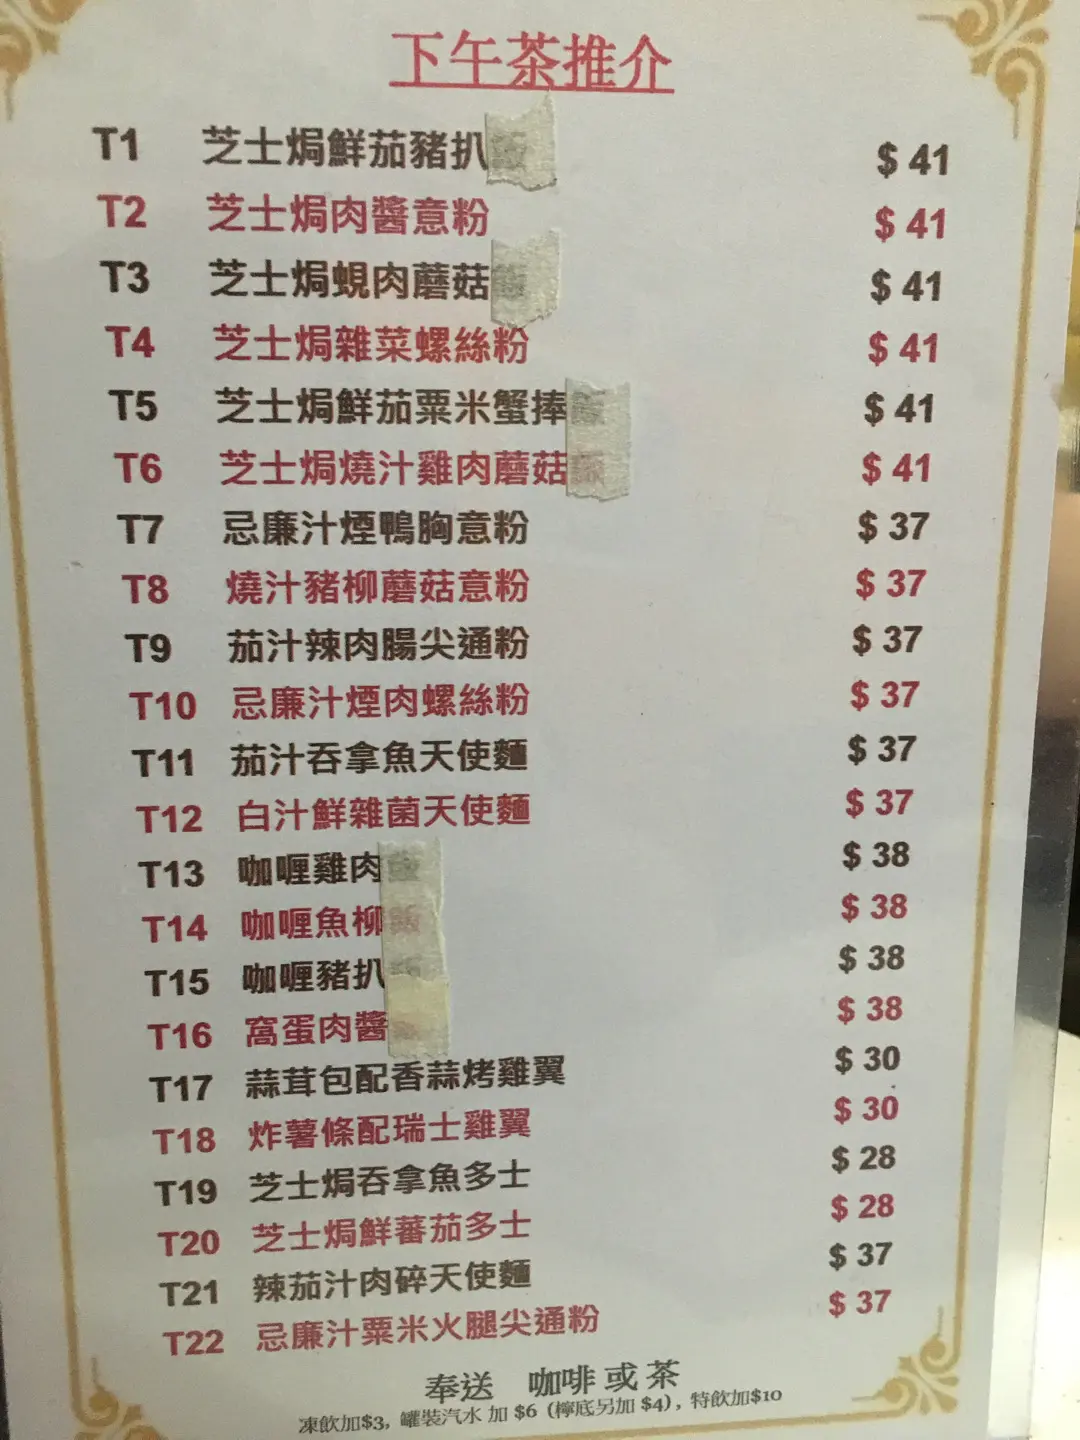 下午茶推介
T1 芝士焗鮮茄豬扒飯 $ 41
T2 芝士焗肉醬意粉 $ 41
T3 芝士焗蜆肉蘑菇 $ 41
T4 芝士焗雜菜螺絲粉 $ 41
T5 芝士焗鮮茄粟米蟹捧 $ 41
T6 芝士焗燒汁雞肉蘑菇 $ 41
T7 忌廉汁煙鴨胸意粉 $ 37
T8 燒汁豬柳蘑菇意粉 $ 37
T9 茄汁辣肉腸尖通粉 $ 37
T10 忌廉汁煙肉螺絲粉 $ 37
T11 茄汁吞拿魚天使麵 $ 37
T12 白汁鮮雜菌天使麵 $ 37
T13 咖喱雞肉 $ 38
T14 咖喱魚柳飯 $ 38
T15 咖喱豬扒 $ 38
T16 窩蛋肉醬 $ 38
T17 蒜茸包配香蒜烤雞翼 $ 30
T18 炸薯條配瑞士雞翼 $ 30
T19 芝士焗吞拿魚多士 $ 28
T20 芝士焗鮮蕃茄多士 $ 28
T21 辣茄汁肉碎天使麵 $ 37
T22 忌廉汁粟米火腿尖通粉 $ 37
奉送 咖啡 或 茶
凍飲加$3, 罐裝汽水 加 $6 (檸底另加 $4), 特飲加$10